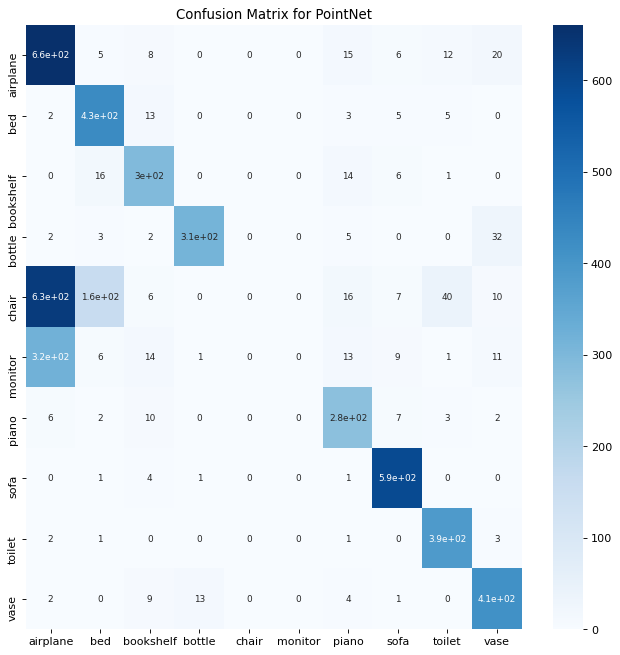 Confusion Matrix for PointNet
airplane 6.6e+02 5 8 0 0 0 15 6 12 20
bed 2 4.3e+02 13 0 0 0 3 5 5 0
bookshelf 0 16 3e+02 0 0 0 14 6 1 0
bottle 2 3 2 3.1e+02 0 0 5 0 0 32
chair 6.3e+02 1.6e+02 6 0 0 0 16 7 40 10
monitor 3.2e+02 6 14 1 0 0 13 9 1 11
piano 6 2 10 0 0 0 2.8e+02 7 3 2
sofa 0 1 4 1 0 0 1 5.9e+02 0 0
toilet 2 1 0 0 0 0 1 0 3.9e+02 3
vase 2 0 9 13 0 0 4 1 0 4.1e+02
airplane bed bookshelf bottle chair monitor piano sofa toilet vase
600
500
400
300
200
100
0